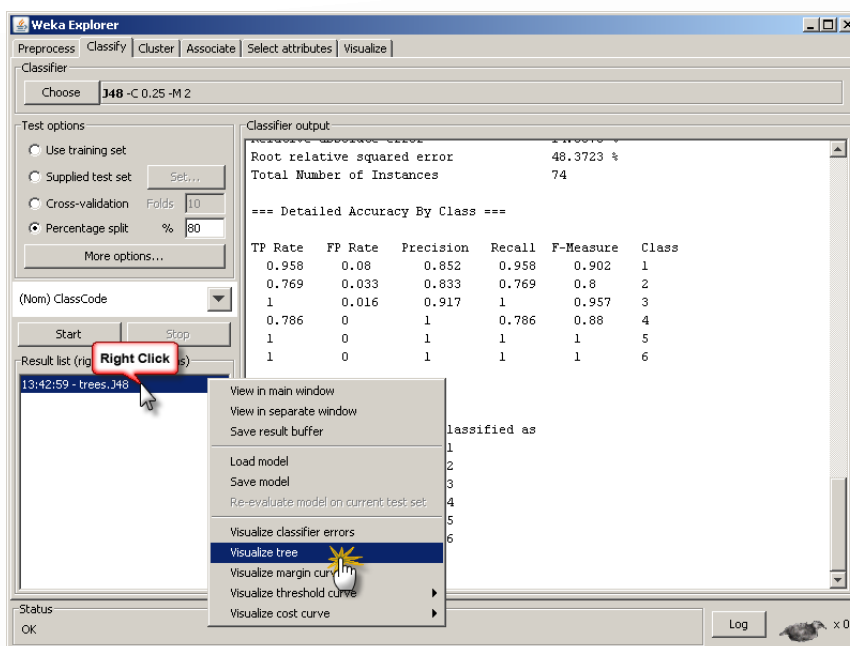 Weka Explorer
Preprocess Classify Cluster Associate Select attributes Visualize
Classifier
Choose J48 -C 0.25 -M 2
Test options
Use training set
Supplied test set Set...
Cross-validation Folds 10
Percentage split % 80
More options...
(Nom) ClassCode
Start Stop
Result list (rig s)
Right Click
13:42:59 - trees.J48
Classifier output
Root relative squared error 48.3723 %
Total Number of Instances 74
=== Detailed Accuracy By Class ===
TP Rate FP Rate Precision Recall F-Measure Class
0.958 0.08 0.852 0.958 0.902 1
0.769 0.033 0.833 0.769 0.8 2
1 0.016 0.917 1 0.957 3
0.786 0 1 0.786 0.88 4
1 0 1 1 1 5
1 0 1 1 1 6
lassified as
1
2
3
4
5
6
View in main window
View in separate window
Save result buffer
Load model
Save model
Re-evaluate model on current test set
Visualize classifier errors
Visualize tree
Visualize margin curv
Visualize threshold curve
Visualize cost curve
Status
OK
Log
x 0